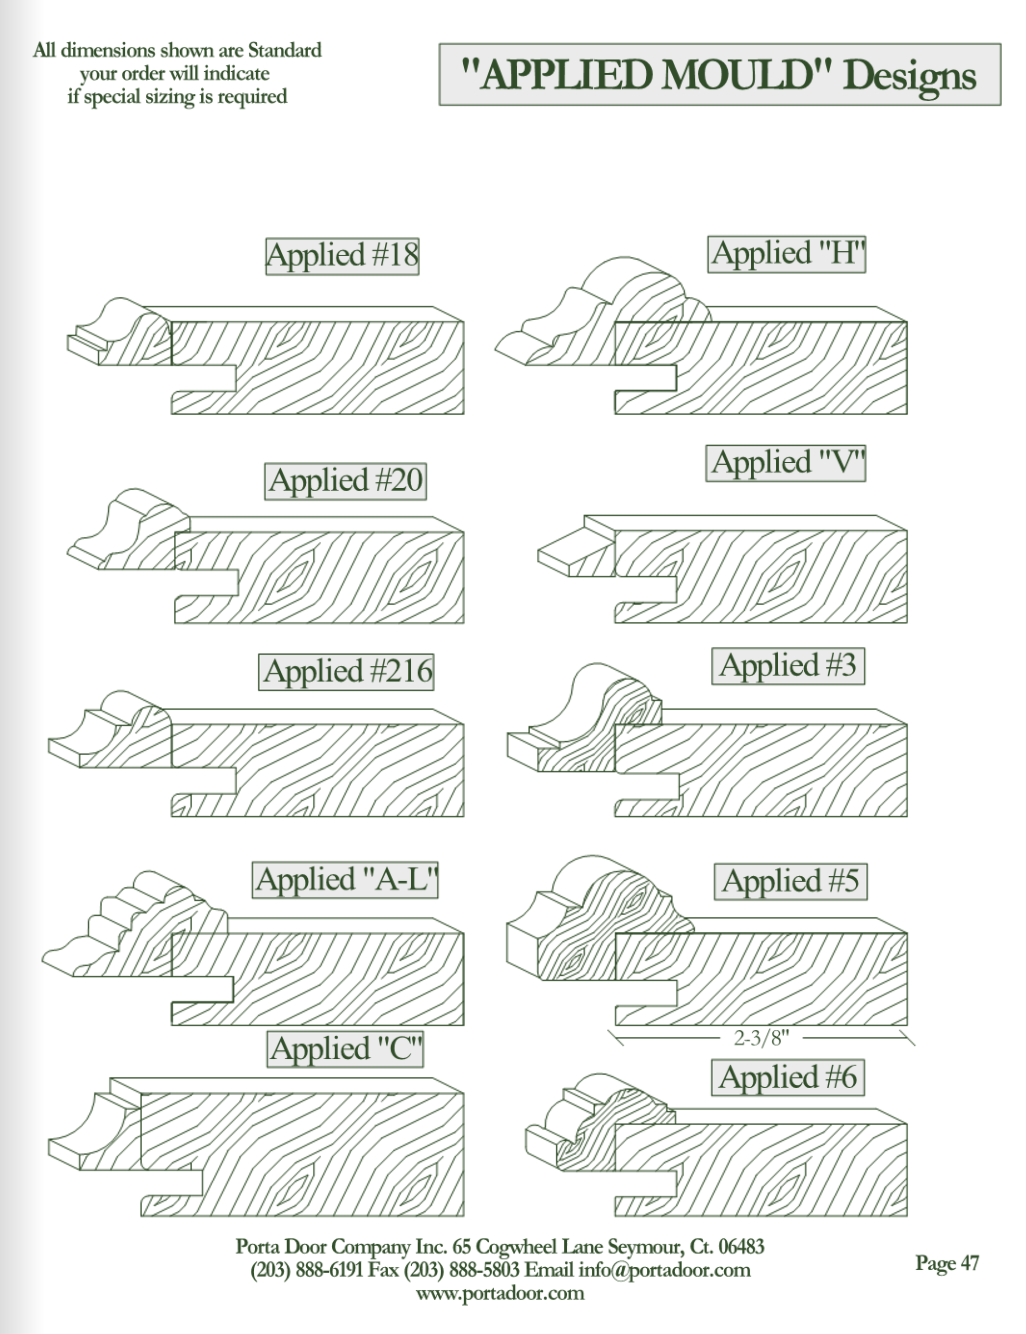 All dimensions shown are Standard
your order will indicate
if special sizing is required
"APPLIED MOULD" Designs
Applied #18
Applied "H"
Applied #20
Applied "V"
Applied #216
Applied #3
Applied "A-L"
Applied #5
2-3/8"
Applied "C"
Applied #6
Porta Door Company Inc. 65 Cogwheel Lane Seymour, Ct. 06483
(203) 888-6191 Fax (203) 888-5803 Email info@portadoor.com
www.portadoor.com
Page 47